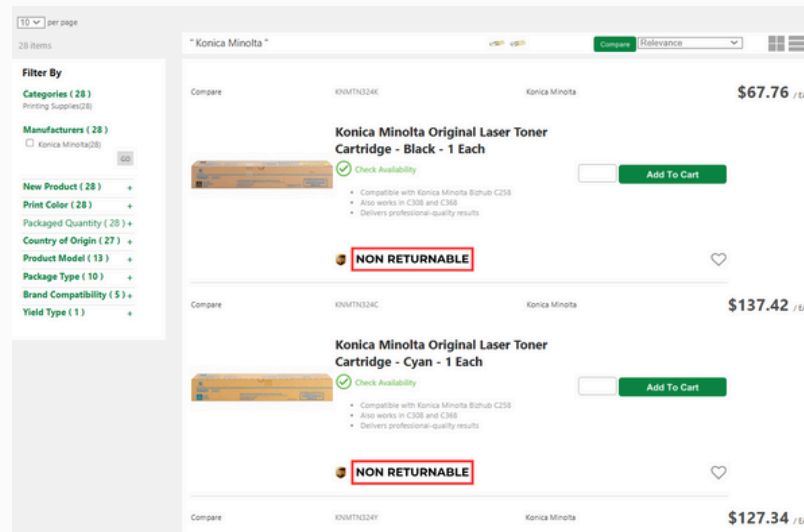 10 per page
28 items
"Konica Minolta"
Compare
Relevance
Filter By
Categories ( 28 )
Printing Supplies(28)
Manufacturers ( 28 )
Konica Minolta(28)
GO
New Product ( 28 ) +
Print Color ( 28 ) +
Packaged Quantity ( 28 ) +
Country of Origin ( 27 ) +
Product Model ( 13 ) +
Package Type ( 10 ) +
Brand Compatibility ( 5 ) +
Yield Type ( 1 ) +
Compare KNMTN324K Konica Minolta $67.76
Konica Minolta Original Laser Toner
Cartridge - Black - 1 Each
Check Availability
Add To Cart
• Compatible with Konica Minolta Bizhub C258
• Also works in C308 and C368
• Delivers professional-quality results
NON RETURNABLE
Compare KNMTN324C Konica Minolta $137.42
Konica Minolta Original Laser Toner
Cartridge - Cyan - 1 Each
Check Availability
Add To Cart
• Compatible with Konica Minolta Bizhub C258
• Also works in C308 and C368
• Delivers professional-quality results
NON RETURNABLE
Compare KNMTN324Y Konica Minolta $127.34